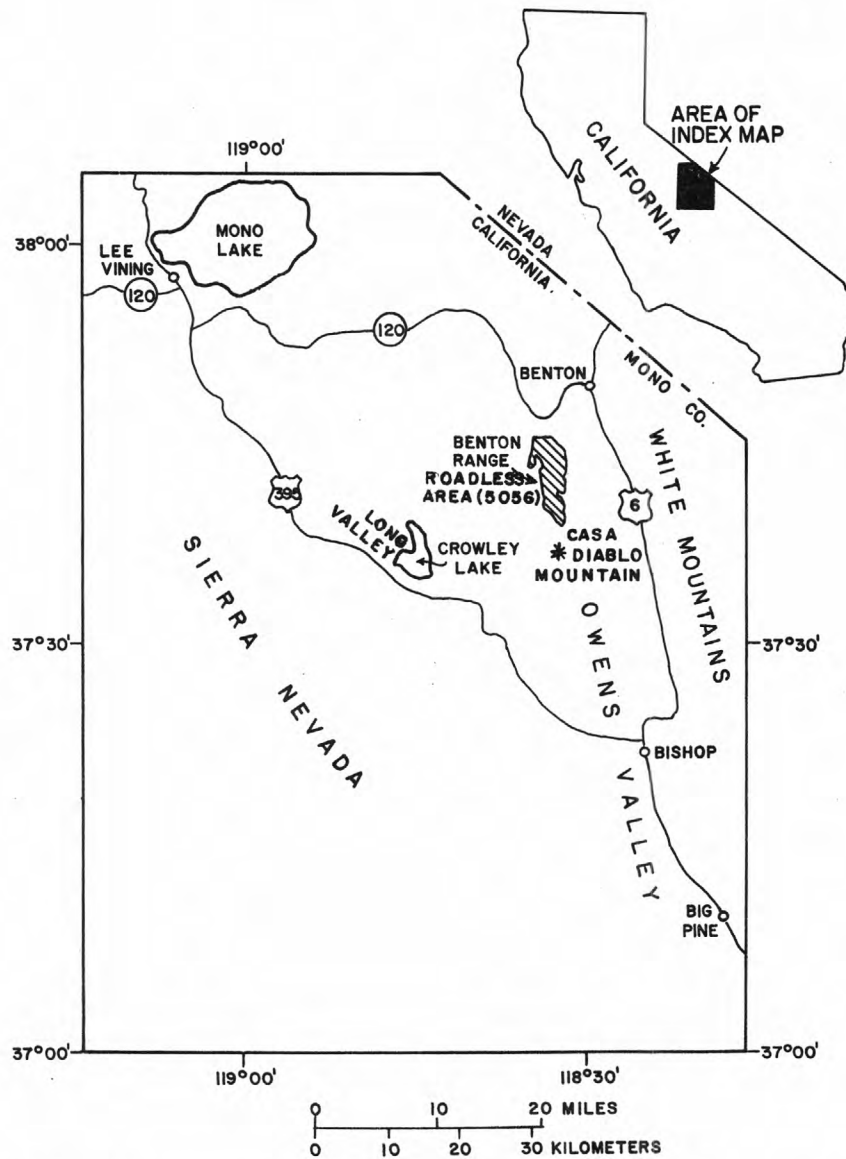 CALIFORNIA
AREA OF
INDEX MAP
119°00'
38°00'
LEE
VINING
MONO
LAKE
120
120
NEVADA
CALIFORNIA
MONO CO.
BENTON
BENTON
RANGE
ROADLESS
AREA (5056)
395
6
WHITE MOUNTAINS
LONG
VALLEY
CROWLEY
LAKE
CASA
DIABLO
MOUNTAIN
SIERRA NEVADA
OWENS VALLEY
37°30'
37°30'
BISHOP
BIG
PINE
37°00'
37°00'
119°00'
118°30'
0 10 20 MILES
0 10 20 30 KILOMETERS